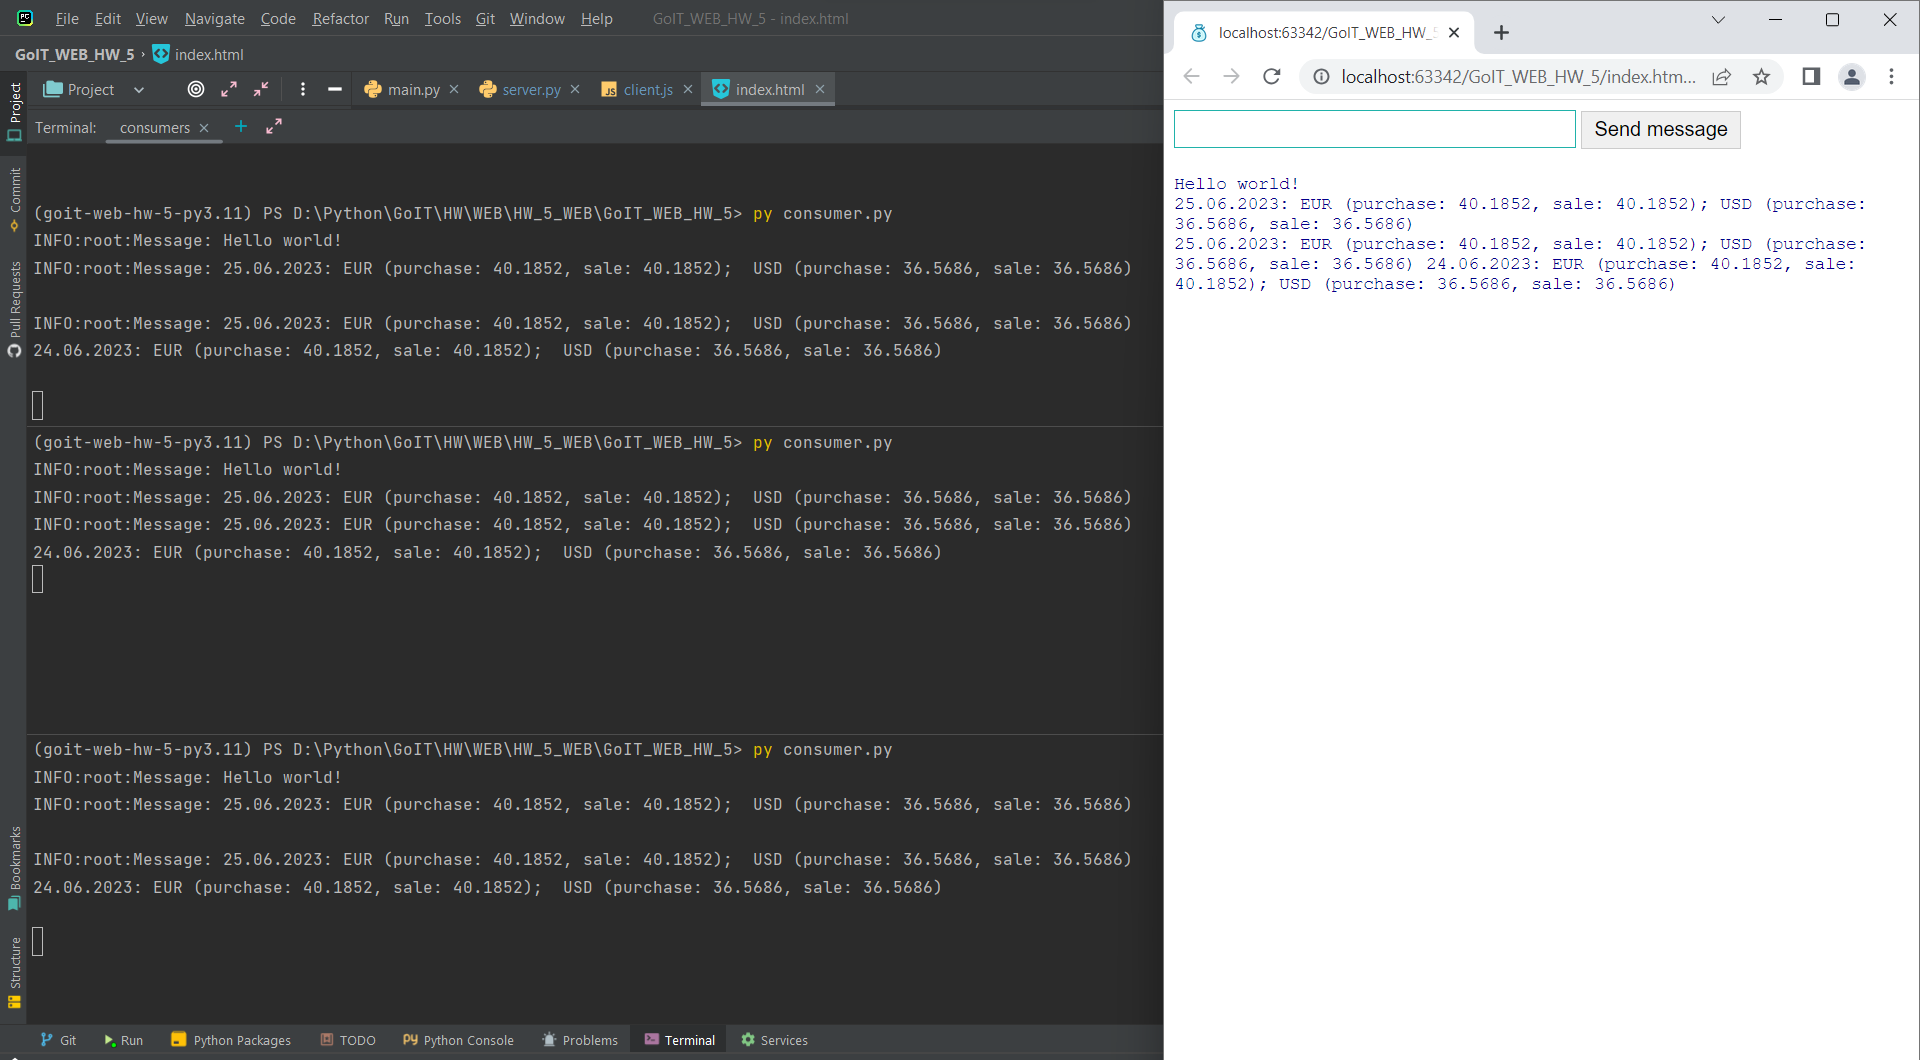 PC File Edit View Navigate Code Refactor Run Tools Git Window Help GoIT_WEB_HW_5 - index.html
GoIT_WEB_HW_5 › index.html
Project main.py server.py JS client.js index.html
Terminal: consumers
Project
Commit
Pull Requests
Bookmarks
Structure
(goit-web-hw-5-py3.11) PS D:\Python\GoIT\HW\WEB\HW_5_WEB\GoIT_WEB_HW_5> py consumer.py
INFO:root:Message: Hello world!
INFO:root:Message: 25.06.2023: EUR (purchase: 40.1852, sale: 40.1852);  USD (purchase: 36.5686, sale: 36.5686)
INFO:root:Message: 25.06.2023: EUR (purchase: 40.1852, sale: 40.1852);  USD (purchase: 36.5686, sale: 36.5686)
24.06.2023: EUR (purchase: 40.1852, sale: 40.1852);  USD (purchase: 36.5686, sale: 36.5686)
(goit-web-hw-5-py3.11) PS D:\Python\GoIT\HW\WEB\HW_5_WEB\GoIT_WEB_HW_5> py consumer.py
INFO:root:Message: Hello world!
INFO:root:Message: 25.06.2023: EUR (purchase: 40.1852, sale: 40.1852);  USD (purchase: 36.5686, sale: 36.5686)
INFO:root:Message: 25.06.2023: EUR (purchase: 40.1852, sale: 40.1852);  USD (purchase: 36.5686, sale: 36.5686)
24.06.2023: EUR (purchase: 40.1852, sale: 40.1852);  USD (purchase: 36.5686, sale: 36.5686)
(goit-web-hw-5-py3.11) PS D:\Python\GoIT\HW\WEB\HW_5_WEB\GoIT_WEB_HW_5> py consumer.py
INFO:root:Message: Hello world!
INFO:root:Message: 25.06.2023: EUR (purchase: 40.1852, sale: 40.1852);  USD (purchase: 36.5686, sale: 36.5686)
INFO:root:Message: 25.06.2023: EUR (purchase: 40.1852, sale: 40.1852);  USD (purchase: 36.5686, sale: 36.5686)
24.06.2023: EUR (purchase: 40.1852, sale: 40.1852);  USD (purchase: 36.5686, sale: 36.5686)
Git Run Python Packages TODO Python Console Problems Terminal Services
localhost:63342/GoIT_WEB_HW_5
localhost:63342/GoIT_WEB_HW_5/index.htm...
Send message
Hello world!
25.06.2023: EUR (purchase: 40.1852, sale: 40.1852); USD (purchase:
36.5686, sale: 36.5686)
25.06.2023: EUR (purchase: 40.1852, sale: 40.1852); USD (purchase:
36.5686, sale: 36.5686) 24.06.2023: EUR (purchase: 40.1852, sale:
40.1852); USD (purchase: 36.5686, sale: 36.5686)